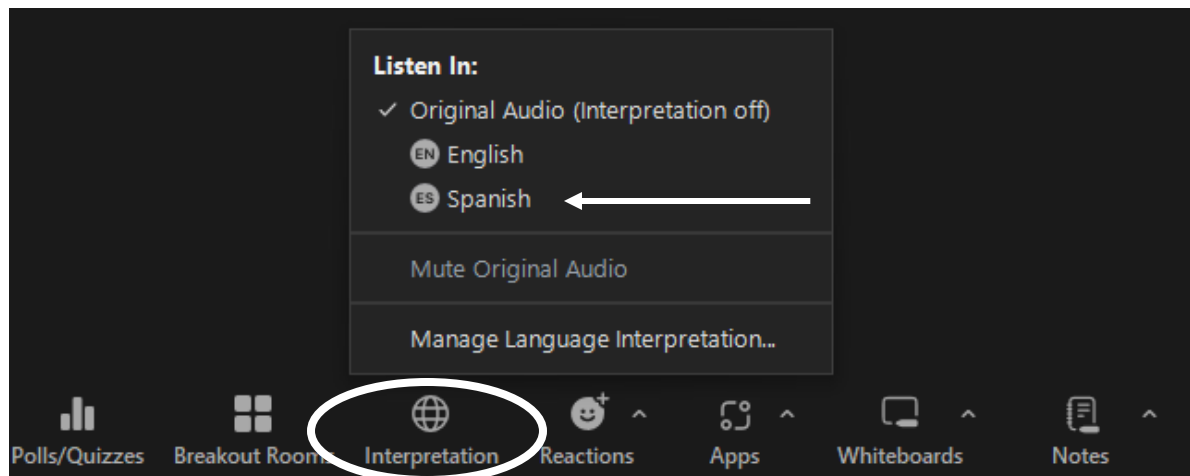 Listen In:
Original Audio (Interpretation off)
EN English
ES Spanish
Mute Original Audio
Manage Language Interpretation...
Polls/Quizzes Breakout Rooms Interpretation Reactions Apps Whiteboards Notes